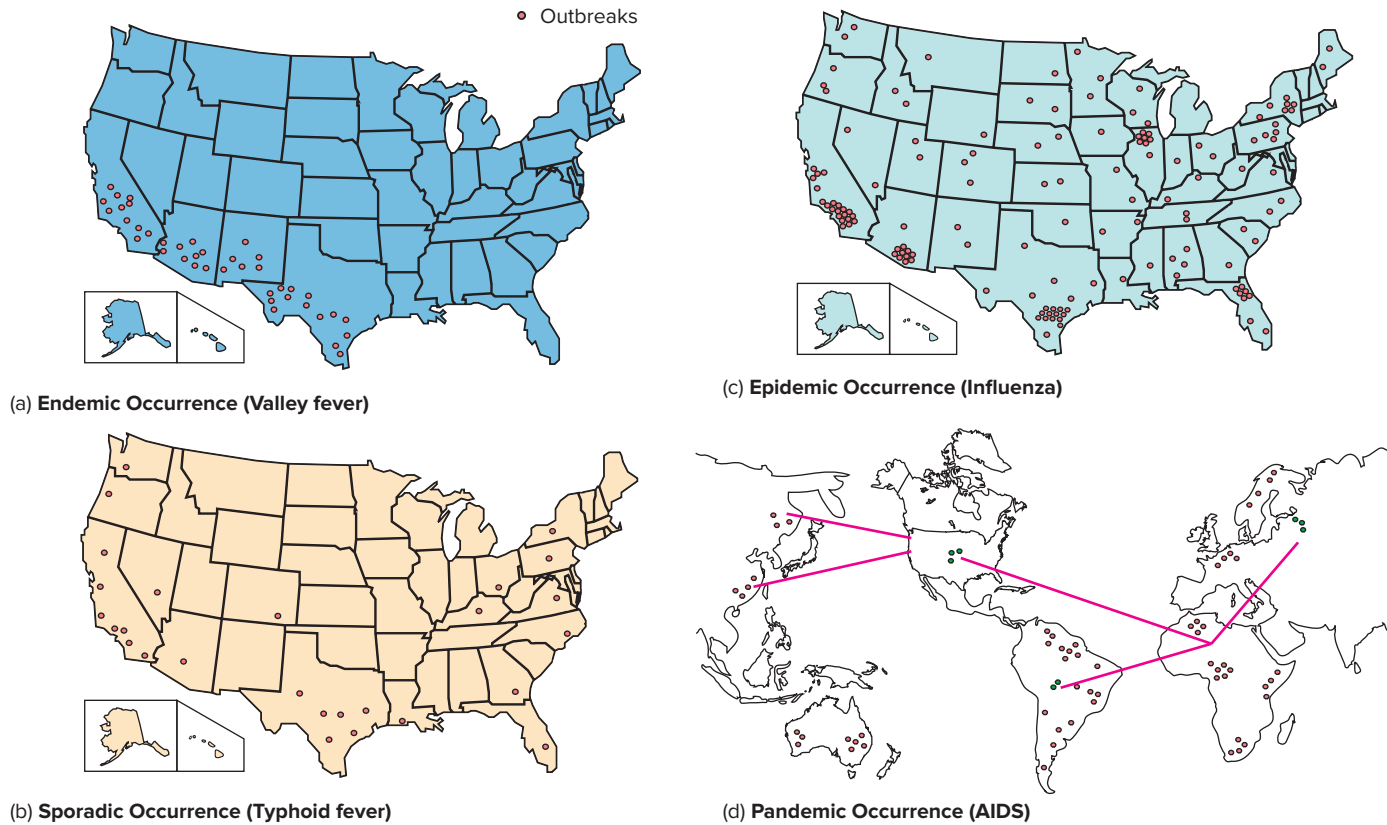 Outbreaks
(a) Endemic Occurrence (Valley fever)
(b) Sporadic Occurrence (Typhoid fever)
(c) Epidemic Occurrence (Influenza)
(d) Pandemic Occurrence (AIDS)